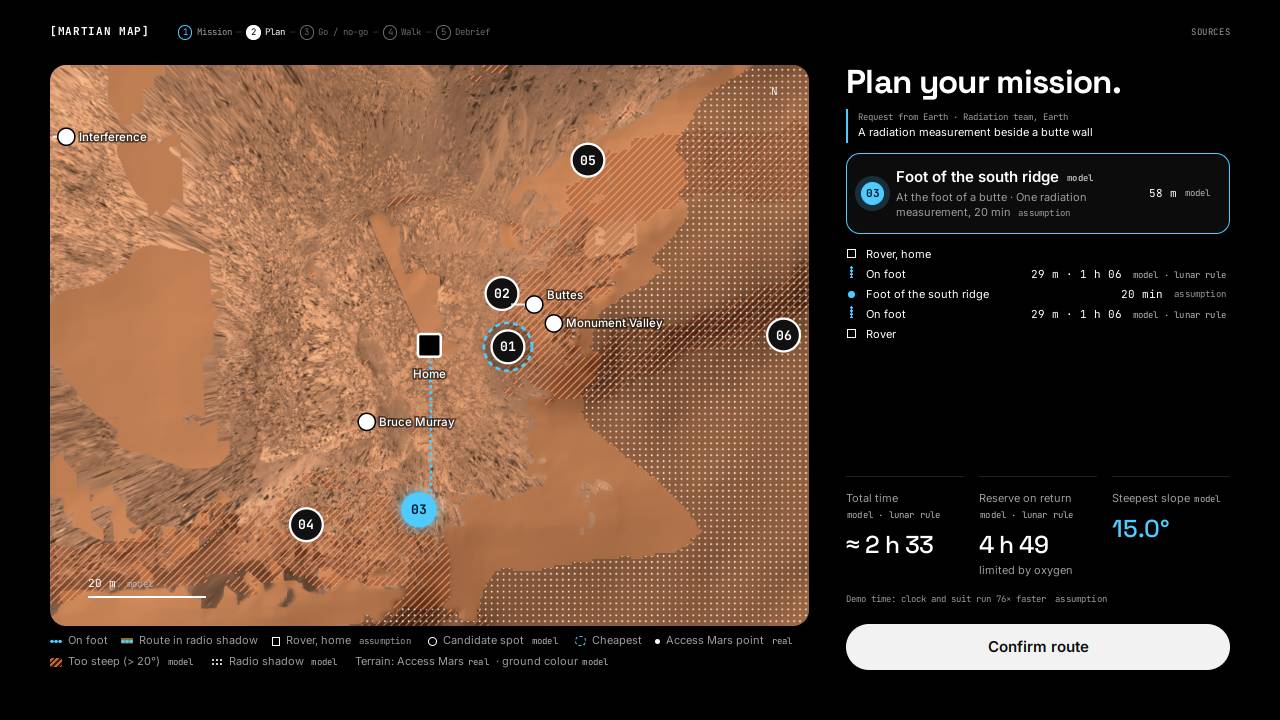 [MARTIAN MAP]
1 Mission — 2 Plan — 3 Go / no-go — 4 Walk — 5 Debrief
SOURCES
N
Interference
05
02
Buttes
Monument Valley
01
06
Home
Bruce Murray
03
04
20 m model
On foot
Route in radio shadow
Rover, home assumption
Candidate spot model
Cheapest
Access Mars point real
Too steep (> 20°) model
Radio shadow model
Terrain: Access Mars real · ground colour model
Plan your mission.
Request from Earth · Radiation team, Earth
A radiation measurement beside a butte wall
03
Foot of the south ridge model
At the foot of a butte · One radiation
measurement, 20 min assumption
58 m model
Rover, home
On foot 29 m · 1 h 06 model · lunar rule
Foot of the south ridge 20 min assumption
On foot 29 m · 1 h 06 model · lunar rule
Rover
Total time
model · lunar rule
≈ 2 h 33
Reserve on return
model · lunar rule
4 h 49
limited by oxygen
Steepest slope model
15.0°
Demo time: clock and suit run 76× faster assumption
Confirm route